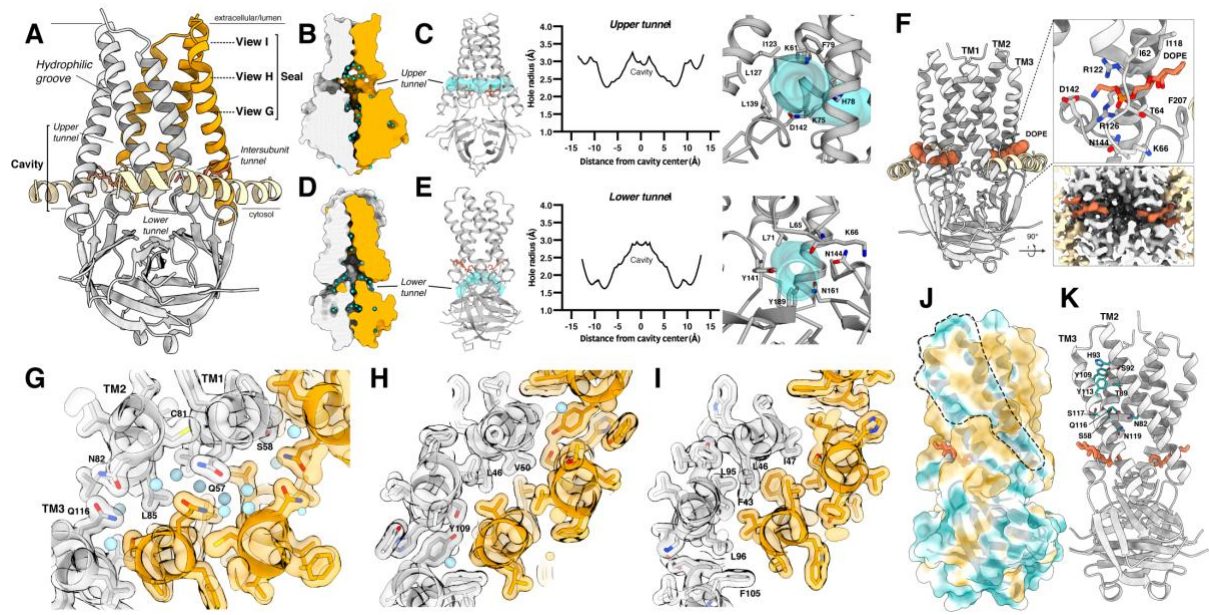 A
extracellular/lumen
View I
View H
Seal
View G
Hydrophilic
groove
Upper
tunnel
Cavity
Intersubunit
tunnel
cytosol
Lower
tunnel
B
C
Upper
tunnel
Upper tunnel
Hole radius (Å)
4.0
3.5
3.0
2.5
2.0
1.5
1.0
Cavity
-15 -10 -5 0 5 10 15
Distance from cavity center(Å)
I123
K61
F79
L127
L139
H78
K75
D142
D
E
Lower
tunnel
Lower tunnel
Hole radius (Å)
4.0
3.5
3.0
2.5
2.0
1.5
1.0
Cavity
-15 -10 -5 0 5 10 15
Distance from cavity center (Å)
L65
L71
K66
N144
Y141
N161
Y189
F
TM1
TM2
TM3
DOPE
90°
I62
I118
R122
DOPE
D142
T64
F207
R126
N144
K66
G
TM2
TM1
C81
S58
N82
Q57
TM3
Q116
L85
H
L46
V50
Y109
I
L95
L46
I47
F43
L96
F105
J
K
TM2
TM3
H93
S92
Y109
Y113
T89
S117
Q116
N82
S58
N119